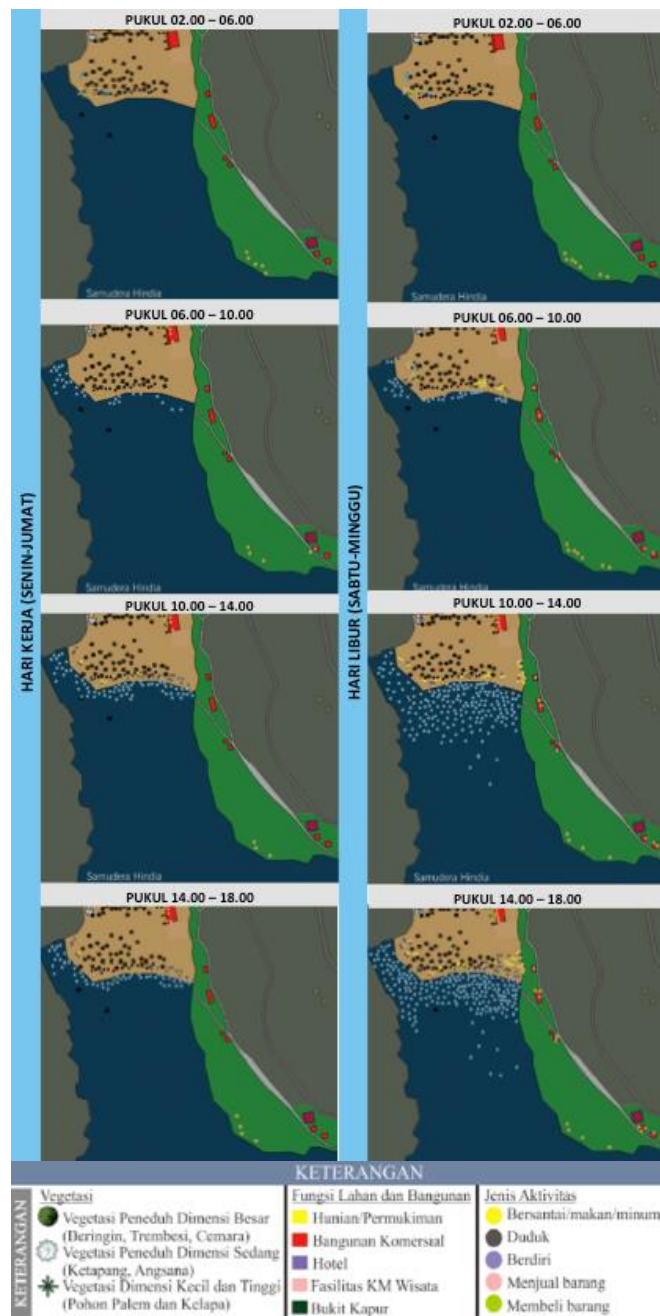 PUKUL 02.00 – 06.00
PUKUL 02.00 – 06.00
Samudera Hindia
Samudera Hindia
PUKUL 06.00 – 10.00
PUKUL 06.00 – 10.00
Samudera Hindia
Samudera Hindia
HARI KERJA (SENIN-JUMAT)
HARI LIBUR (SABTU-MINGGU)
PUKUL 10.00 – 14.00
PUKUL 10.00 – 14.00
Samudera Hindia
Samudera Hindia
PUKUL 14.00 – 18.00
PUKUL 14.00 – 18.00
KETERANGAN
KETERANGAN
Vegetasi
Vegetasi Peneduh Dimensi Besar
(Beringin, Trembesi, Cemara)
Vegetasi Peneduh Dimensi Sedang
(Ketapang, Angsana)
Vegetasi Dimensi Kecil dan Tinggi
(Pohon Palem dan Kelapa)
Fungsi Lahan dan Bangunan
Hunian/Permukiman
Bangunan Komersual
Hotel
Fasilitas KM Wisata
Bukit Kapur
Jenis Aktivitas
Bersantai/makan/minum
Duduk
Berdiri
Menjual barang
Membeli barang